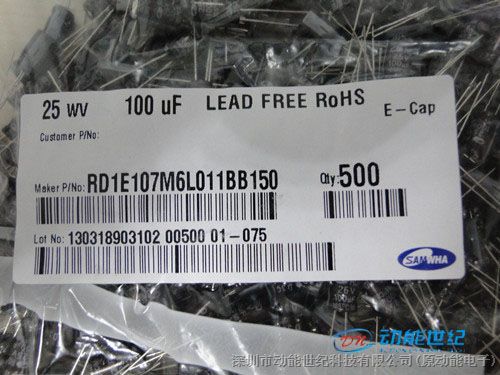 25 WV 100 uF LEAD FREE RoHS E-Cap
Customer P/No:
Maker P/No: RD1E107M6L011BB150 Qty: 500
Lot No: 130318903102 00500 01-075
SAMWHA
动能世纪
深圳市动能世纪科技有限公司(原动能电子)